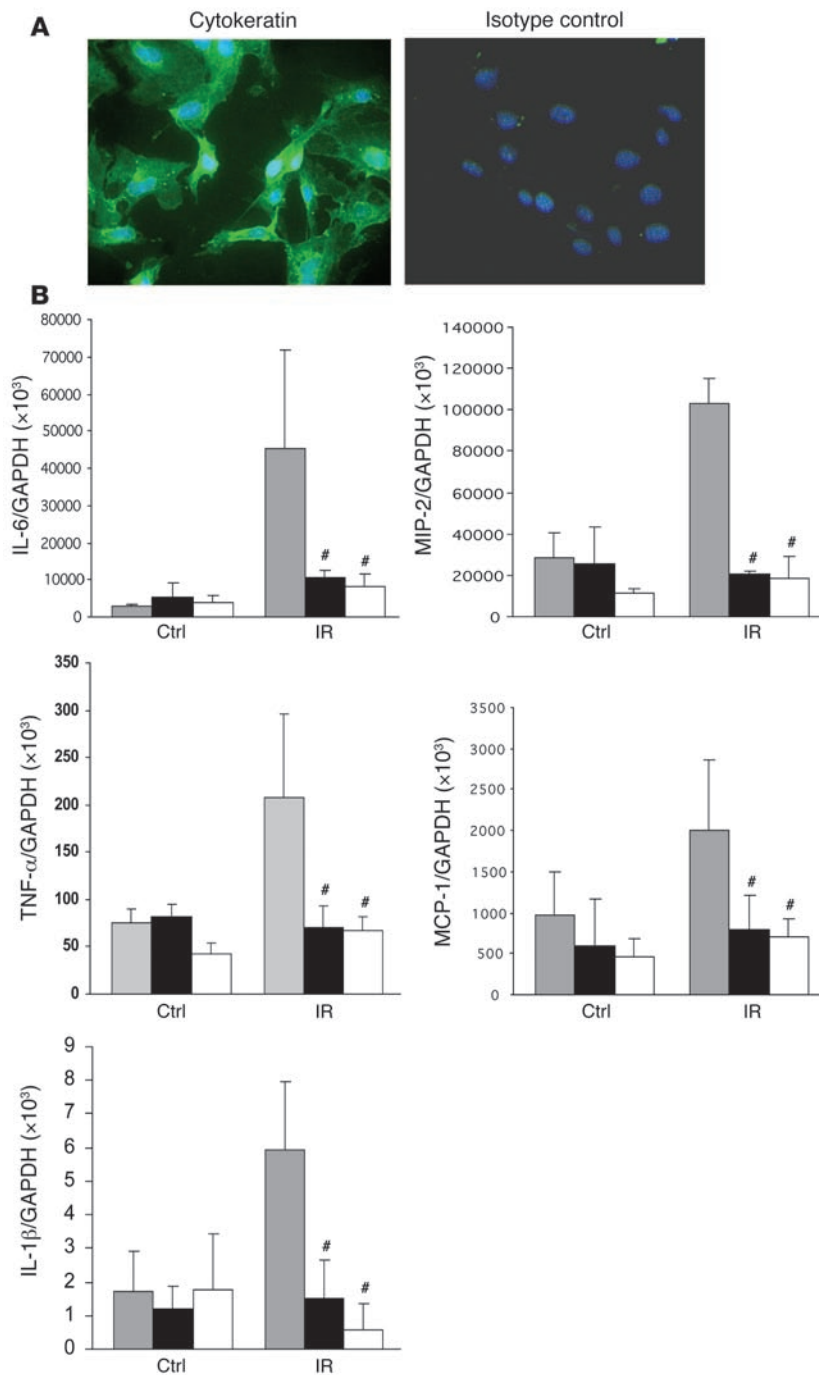 A
Cytokeratin
Isotype control
B
IL-6/GAPDH (×10³)
80000
70000
60000
50000
40000
30000
20000
10000
0
#
#
Ctrl
IR
MIP-2/GAPDH (×10³)
140000
120000
100000
80000
60000
40000
20000
0
#
#
Ctrl
IR
TNF-α/GAPDH (×10³)
350
300
250
200
150
100
50
0
#
#
Ctrl
IR
MCP-1/GAPDH (×10³)
3500
3000
2500
2000
1500
1000
500
0
#
#
Ctrl
IR
IL-1β/GAPDH (×10³)
9
8
7
6
5
4
3
2
1
0
#
#
Ctrl
IR